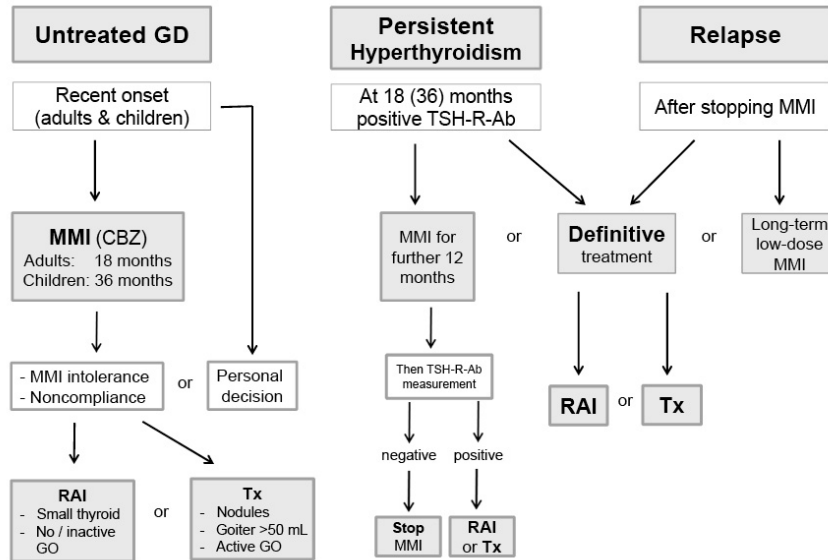 Untreated GD
Recent onset
(adults & children)
MMI (CBZ)
Adults: 18 months
Children: 36 months
- MMI intolerance
- Noncompliance
or
Personal
decision
RAI
- Small thyroid
- No / inactive
GO
or
Tx
- Nodules
- Goiter >50 mL
- Active GO
Persistent
Hyperthyroidism
At 18 (36) months
positive TSH-R-Ab
MMI for
further 12
months
or
Definitive
treatment
or
Long-term
low-dose
MMI
Then TSH-R-Ab
measurement
negative
positive
Stop
MMI
RAI
or Tx
RAI
or
Tx
Relapse
After stopping MMI